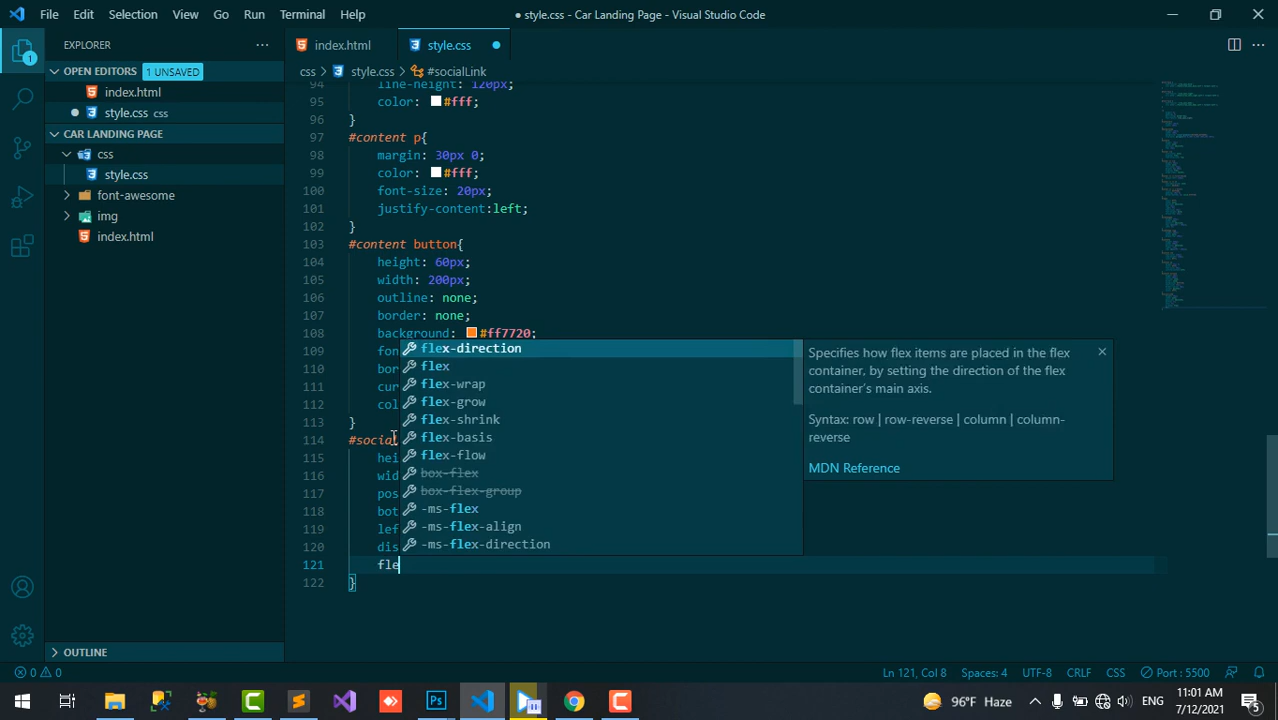 File Edit Selection View Go Run Terminal Help
● style.css - Car Landing Page - Visual Studio Code
EXPLORER
OPEN EDITORS 1 UNSAVED
index.html
style.css css
CAR LANDING PAGE
css
style.css
font-awesome
img
index.html
OUTLINE
index.html style.css
css > style.css > #socialLink
94 line-height: 120px;
95 color: #fff;
96 }
97 #content p{
98 margin: 30px 0;
99 color: #fff;
100 font-size: 20px;
101 justify-content:left;
102 }
103 #content button{
104 height: 60px;
105 width: 200px;
106 outline: none;
107 border: none;
108 background: #ff7720;
109 fon
110 bor
111 cur
112 col
113 }
114 #social
115 hei
116 wid
117 pos
118 bot
119 lef
120 dis
121 fle
122 }
flex-direction
flex
flex-wrap
flex-grow
flex-shrink
flex-basis
flex-flow
box-flex
box-flex-group
-ms-flex
-ms-flex-align
-ms-flex-direction
Specifies how flex items are placed in the flex
container, by setting the direction of the flex
container's main axis.
Syntax: row | row-reverse | column | column-
reverse
MDN Reference
0 0
Ln 121, Col 8 Spaces: 4 UTF-8 CRLF CSS Port : 5500
96°F Haze ENG 11:01 AM
7/12/2021 5